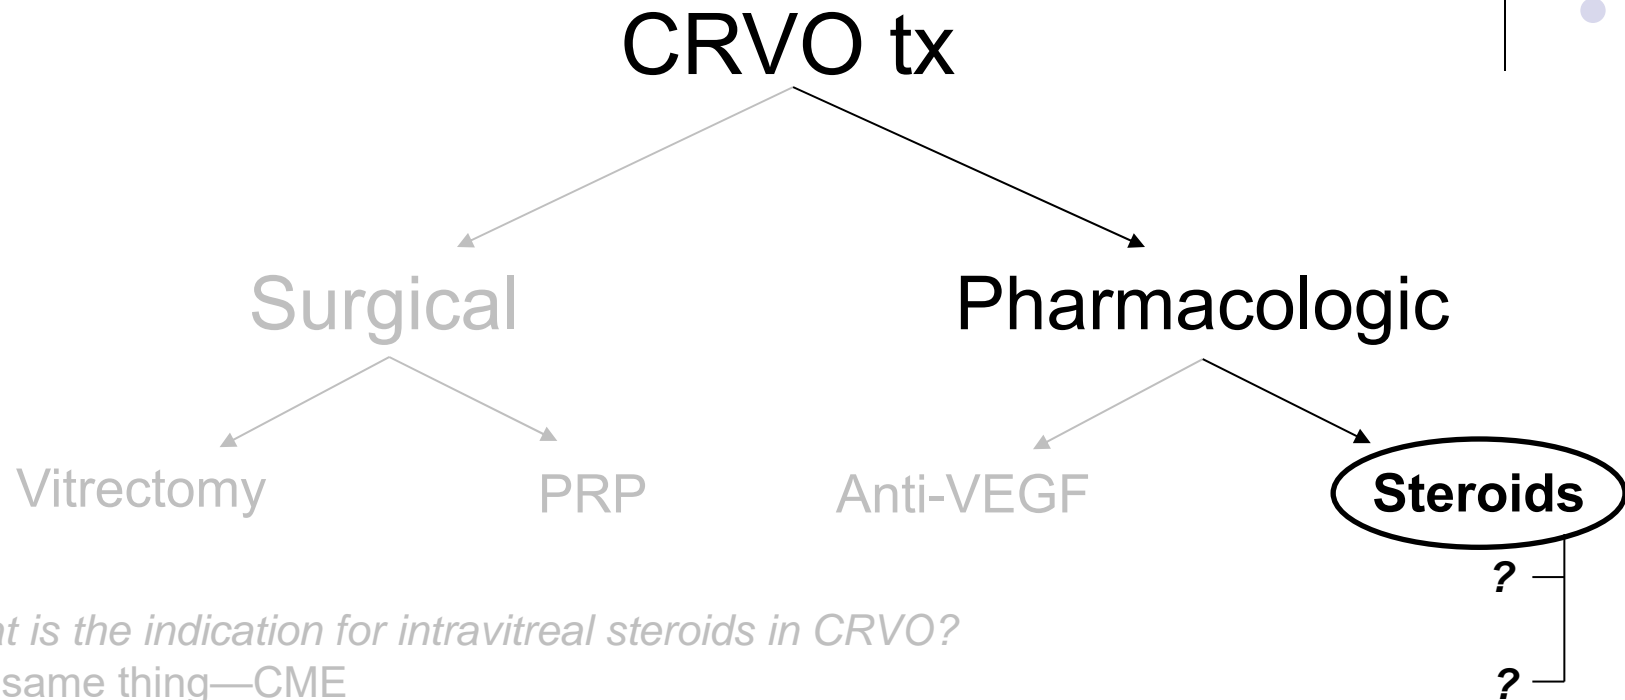 CRVO tx
Surgical Pharmacologic
Vitrectomy PRP Anti-VEGF Steroids
?
is the indication for intravitreal steroids in CRVO?
same thing—CME
?